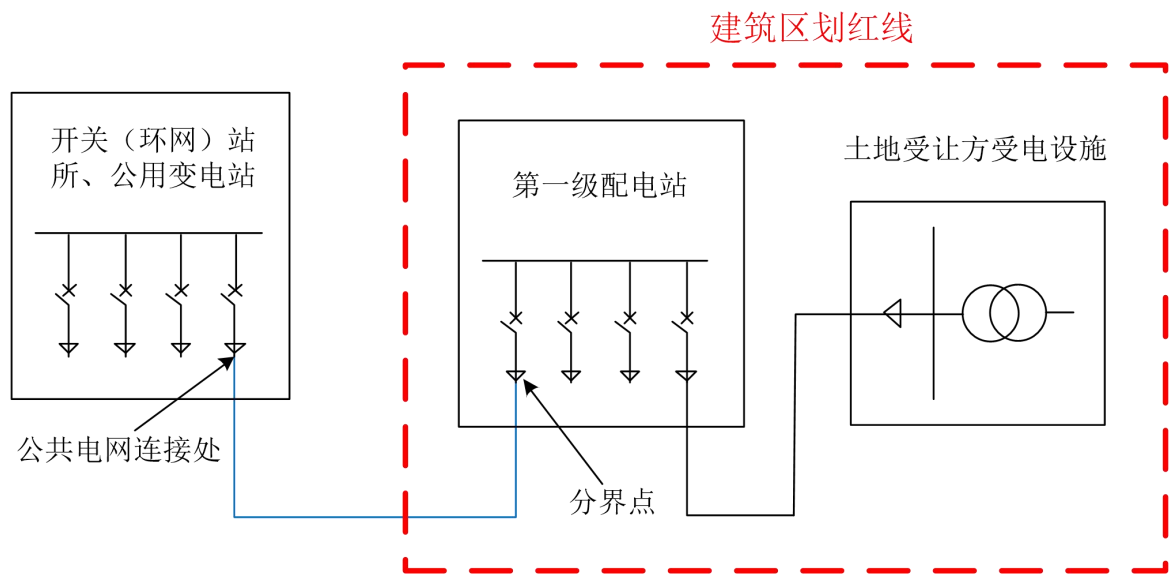 建筑区划红线
开关（环网）站
所、公用变电站
第一级配电站
土地受让方受电设施
公共电网连接处
分界点